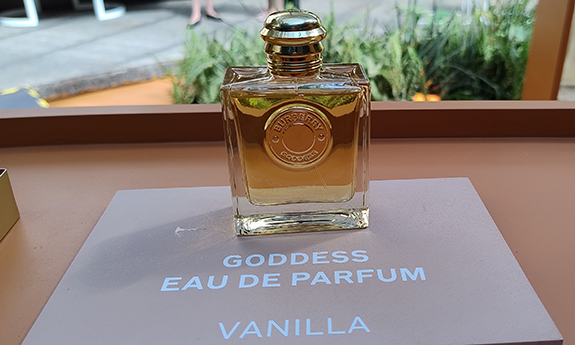 BURBERRY
GODDESS
GODDESS
EAU DE PARFUM
VANILLA